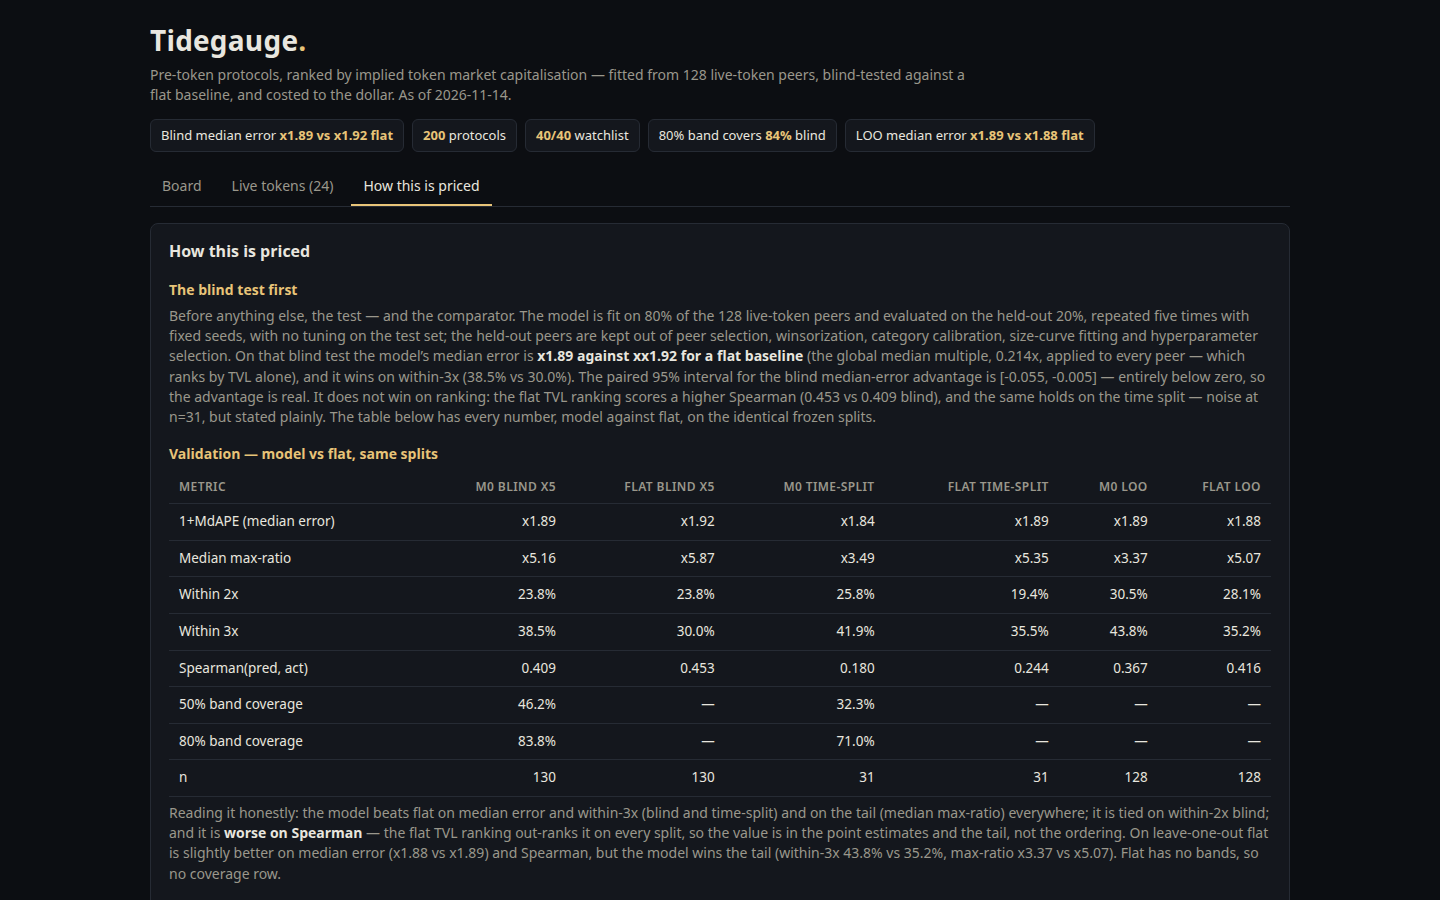 Tidegauge.
Pre-token protocols, ranked by implied token market capitalisation — fitted from 128 live-token peers, blind-tested against a
flat baseline, and costed to the dollar. As of 2026-11-14.
Blind median error x1.89 vs x1.92 flat 200 protocols 40/40 watchlist 80% band covers 84% blind LOO median error x1.89 vs x1.88 flat
Board Live tokens (24) How this is priced
How this is priced
The blind test first
Before anything else, the test — and the comparator. The model is fit on 80% of the 128 live-token peers and evaluated on the held-out 20%, repeated five times with
fixed seeds, with no tuning on the test set; the held-out peers are kept out of peer selection, winsorization, category calibration, size-curve fitting and hyperparameter
selection. On that blind test the model’s median error is x1.89 against xx1.92 for a flat baseline (the global median multiple, 0.214x, applied to every peer — which
ranks by TVL alone), and it wins on within-3x (38.5% vs 30.0%). The paired 95% interval for the blind median-error advantage is [-0.055, -0.005] — entirely below zero, so
the advantage is real. It does not win on ranking: the flat TVL ranking scores a higher Spearman (0.453 vs 0.409 blind), and the same holds on the time split — noise at
n=31, but stated plainly. The table below has every number, model against flat, on the identical frozen splits.
Validation — model vs flat, same splits
METRIC M0 BLIND X5 FLAT BLIND X5 M0 TIME-SPLIT FLAT TIME-SPLIT M0 LOO FLAT LOO
1+MdAPE (median error) x1.89 x1.92 x1.84 x1.89 x1.89 x1.88
Median max-ratio x5.16 x5.87 x3.49 x5.35 x3.37 x5.07
Within 2x 23.8% 23.8% 25.8% 19.4% 30.5% 28.1%
Within 3x 38.5% 30.0% 41.9% 35.5% 43.8% 35.2%
Spearman(pred, act) 0.409 0.453 0.180 0.244 0.367 0.416
50% band coverage 46.2% — 32.3% — — —
80% band coverage 83.8% — 71.0% — — —
n 130 130 31 31 128 128
Reading it honestly: the model beats flat on median error and within-3x (blind and time-split) and on the tail (median max-ratio) everywhere; it is tied on within-2x blind;
and it is worse on Spearman — the flat TVL ranking out-ranks it on every split, so the value is in the point estimates and the tail, not the ordering. On leave-one-out flat
is slightly better on median error (x1.88 vs x1.89) and Spearman, but the model wins the tail (within-3x 43.8% vs 35.2%, max-ratio x3.37 vs x5.07). Flat has no bands, so
no coverage row.